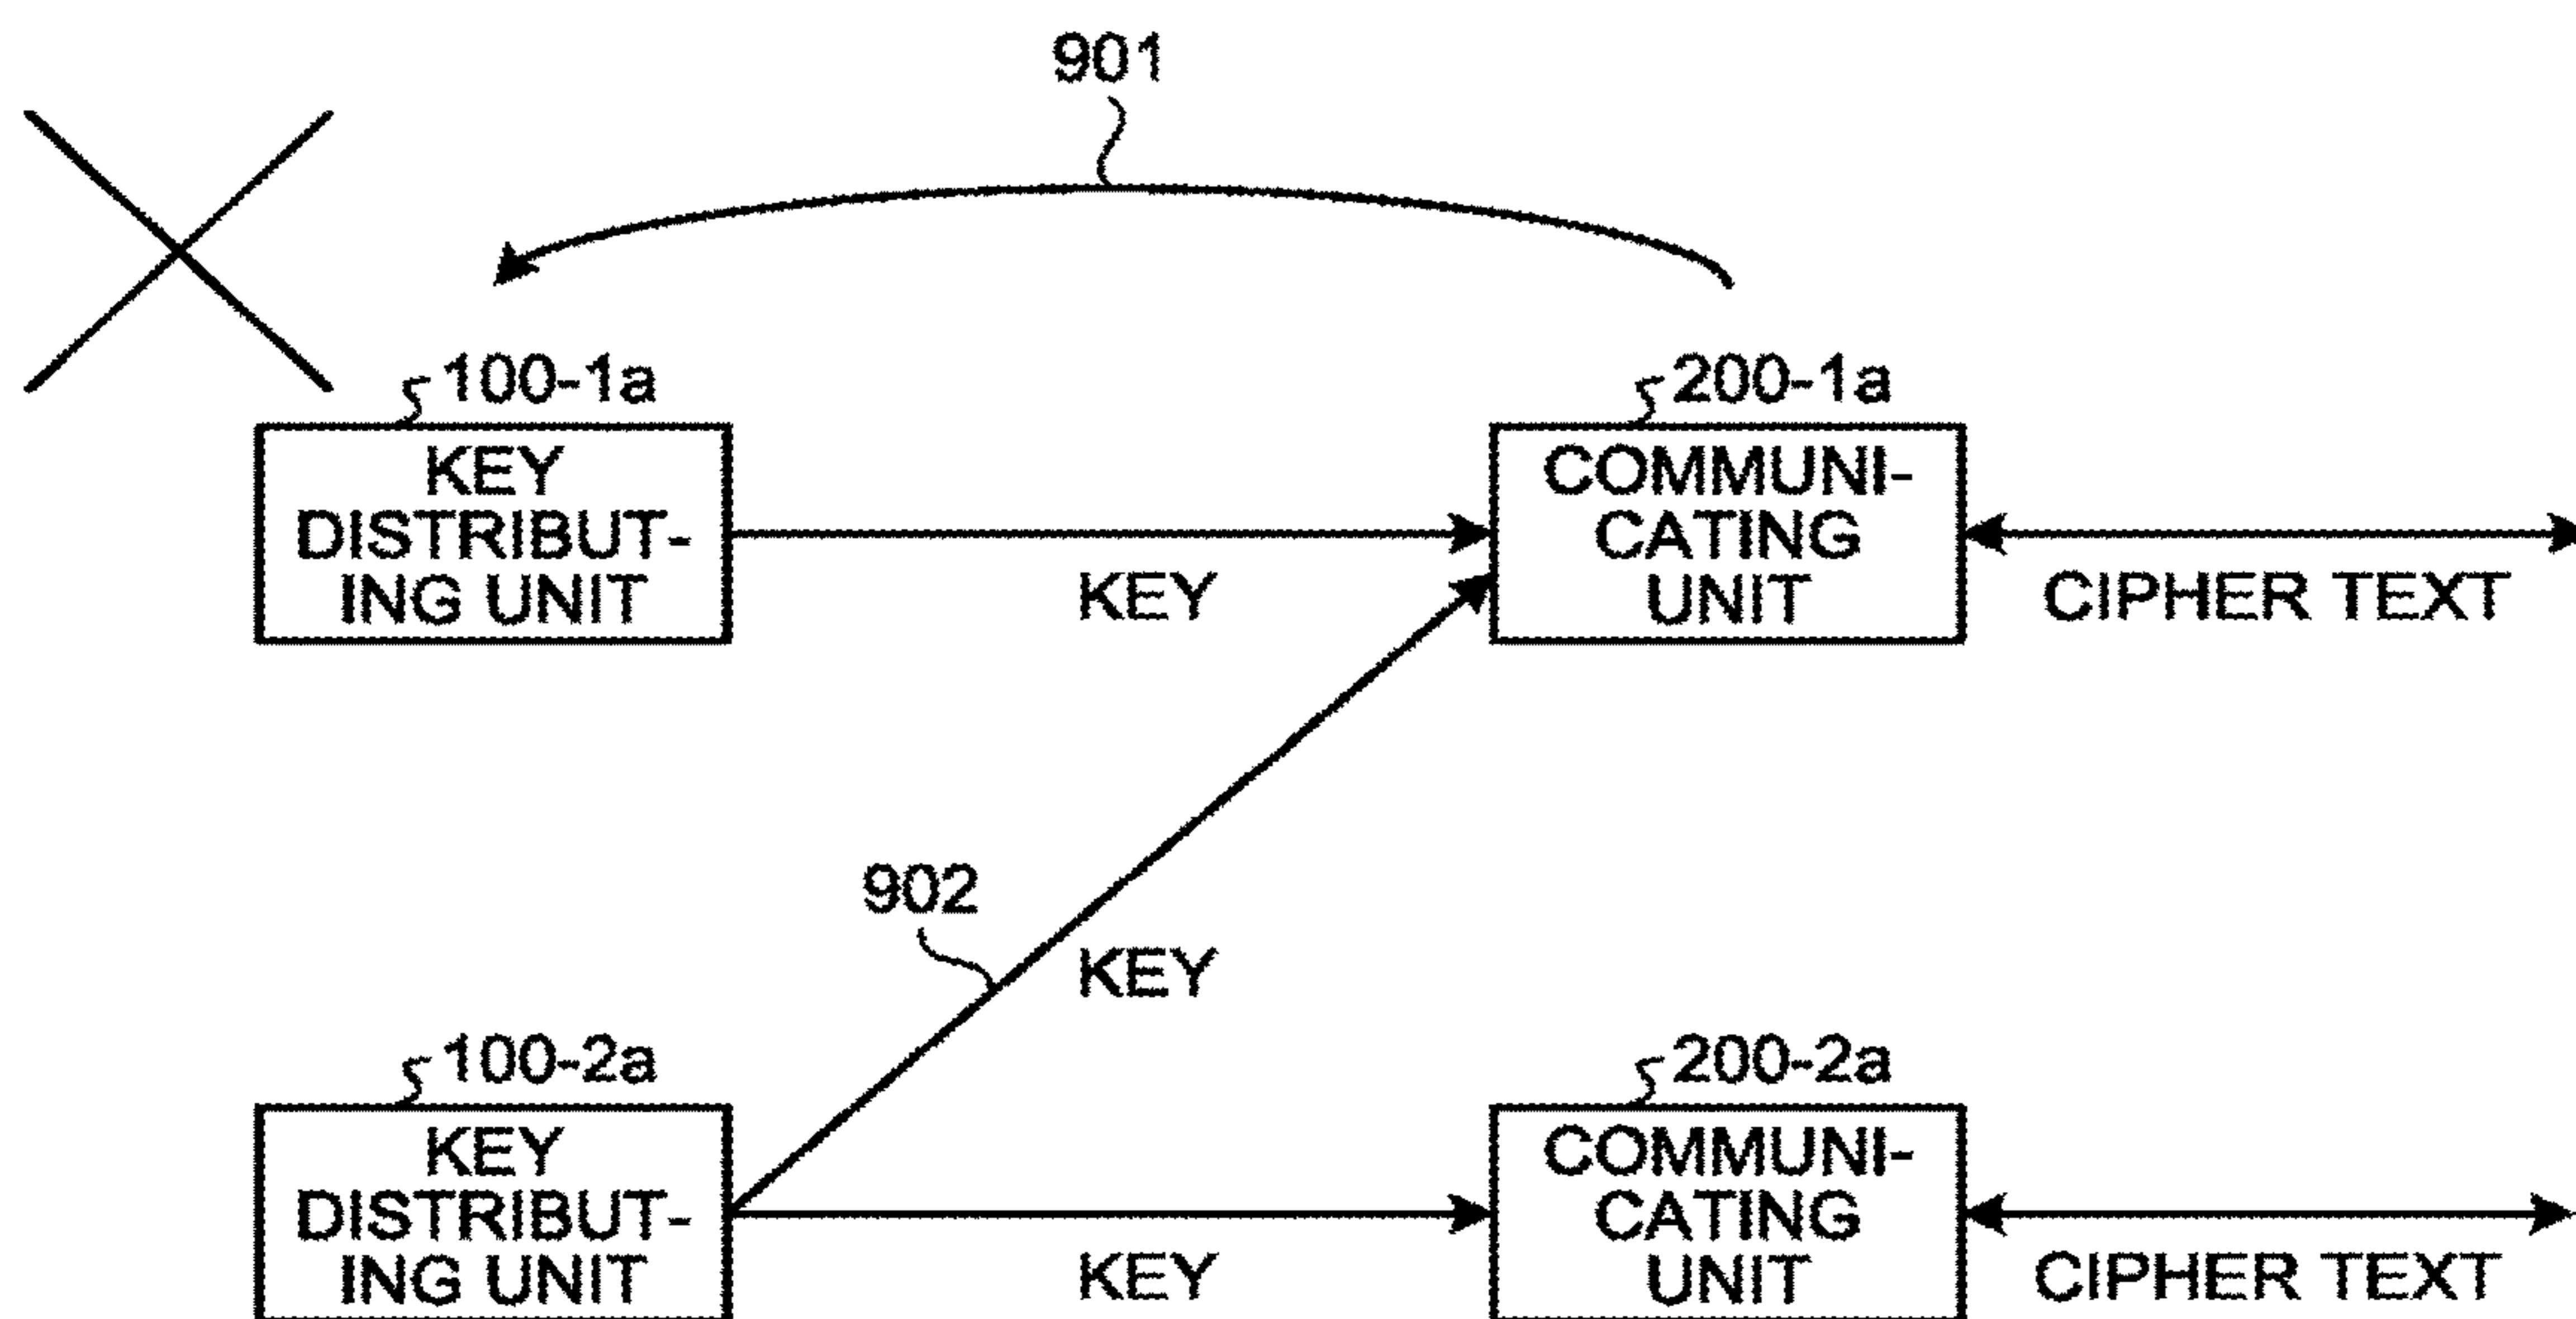 901
100-1a
200-1a
KEY
DISTRIBUT-
ING UNIT
COMMUNI-
CATING
UNIT
KEY
CIPHER TEXT
902
KEY
100-2a
200-2a
KEY
DISTRIBUT-
ING UNIT
COMMUNI-
CATING
UNIT
KEY
CIPHER TEXT